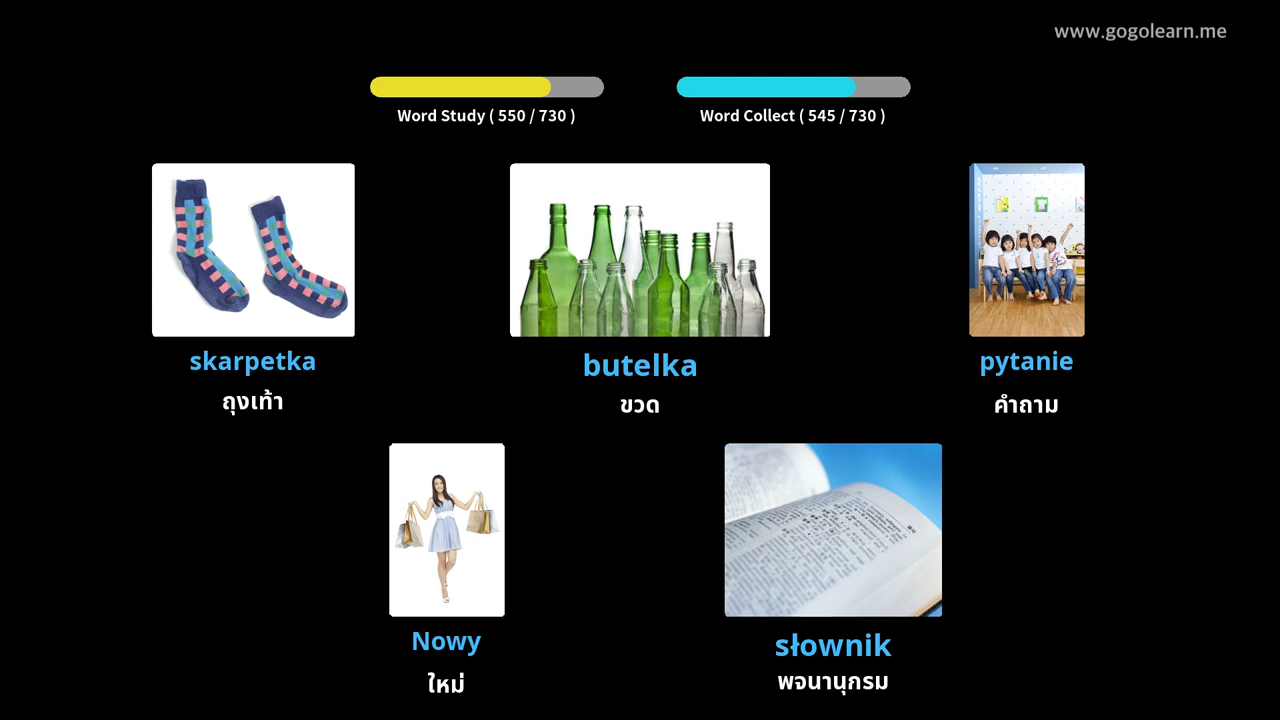 www.gogolearn.me
Word Study ( 550 / 730 )
Word Collect ( 545 / 730 )
skarpetka
ถุงเท้า
butelka
ขวด
pytanie
คำถาม
Nowy
ใหม่
słownik
พจนานุกรม